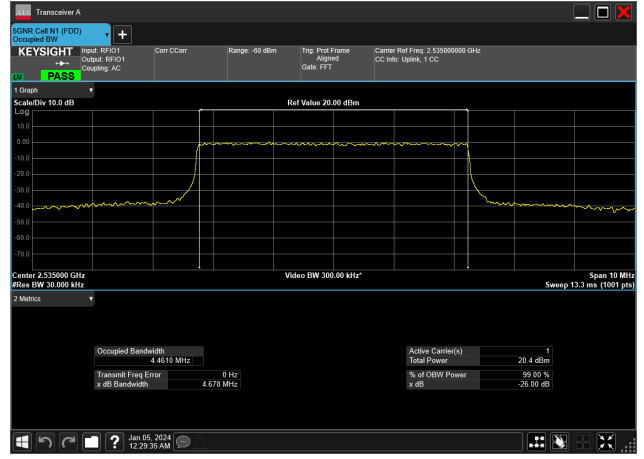 Transceiver A
5GNR Cell N1 (FDD)
Occupied BW
KEYSIGHT
PASS
Input: RFIO1
Output: RFIO1
Coupling: AC
Corr CCorr
Range: -60 dBm
Trig: Prot Frame
Aligned
Gate: FFT
Carrier Ref Freq: 2.535000000 GHz
CC Info: Uplink, 1 CC
1 Graph
Scale/Div 10.0 dB
Ref Value 20.00 dBm
Log
10.0
0.00
-10.0
-20.0
-30.0
-40.0
-50.0
-60.0
-70.0
Center 2.535000 GHz
Video BW 300.00 kHz*
Span 10 MHz
#Res BW 30.000 kHz
Sweep 13.3 ms (1001 pts)
2 Metrics
Occupied Bandwidth
4.4610 MHz
Transmit Freq Error 0 Hz
x dB Bandwidth 4.678 MHz
Active Carrier(s) 1
Total Power 20.4 dBm
% of OBW Power 99.00 %
x dB -26.00 dB
Jan 05, 2024
12:29:35 AM